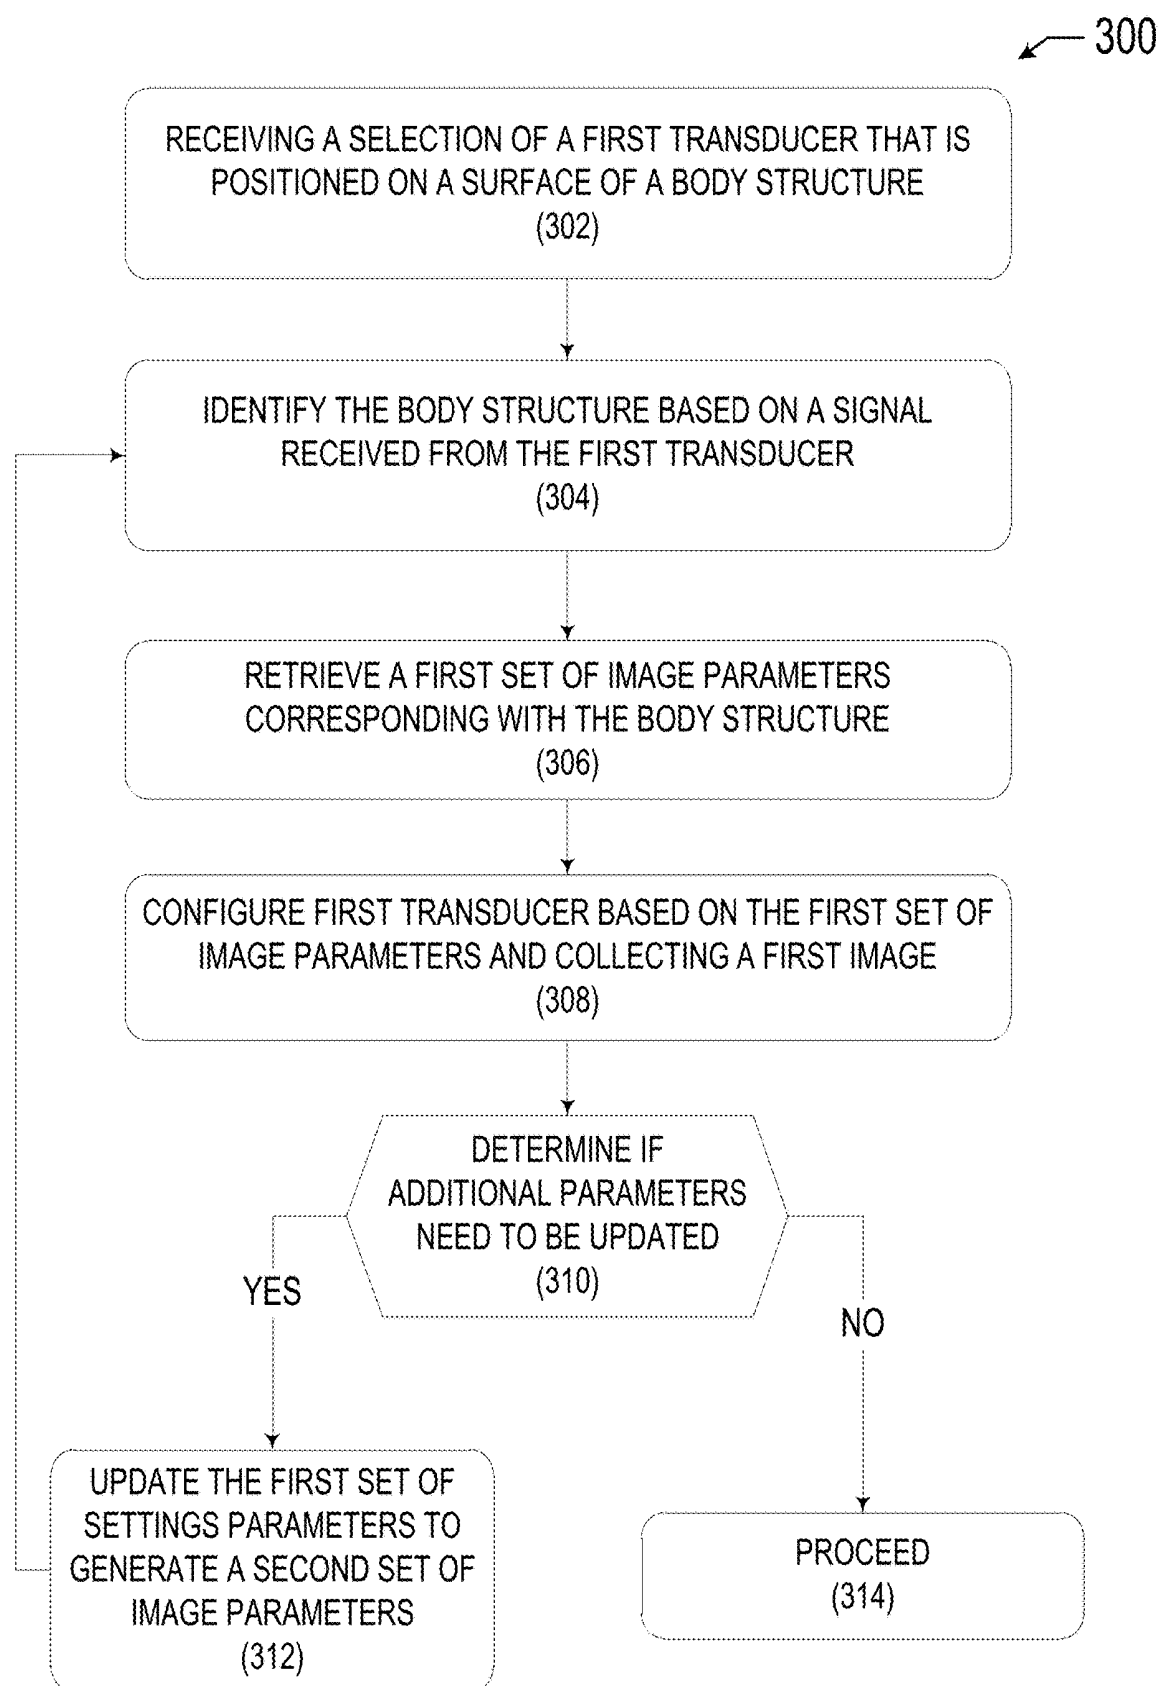 300
RECEIVING A SELECTION OF A FIRST TRANSDUCER THAT IS
POSITIONED ON A SURFACE OF A BODY STRUCTURE
(302)
IDENTIFY THE BODY STRUCTURE BASED ON A SIGNAL
RECEIVED FROM THE FIRST TRANSDUCER
(304)
RETRIEVE A FIRST SET OF IMAGE PARAMETERS
CORRESPONDING WITH THE BODY STRUCTURE
(306)
CONFIGURE FIRST TRANSDUCER BASED ON THE FIRST SET OF
IMAGE PARAMETERS AND COLLECTING A FIRST IMAGE
(308)
DETERMINE IF
ADDITIONAL PARAMETERS
NEED TO BE UPDATED
(310)
YES
NO
UPDATE THE FIRST SET OF
SETTINGS PARAMETERS TO
GENERATE A SECOND SET OF
IMAGE PARAMETERS
(312)
PROCEED
(314)